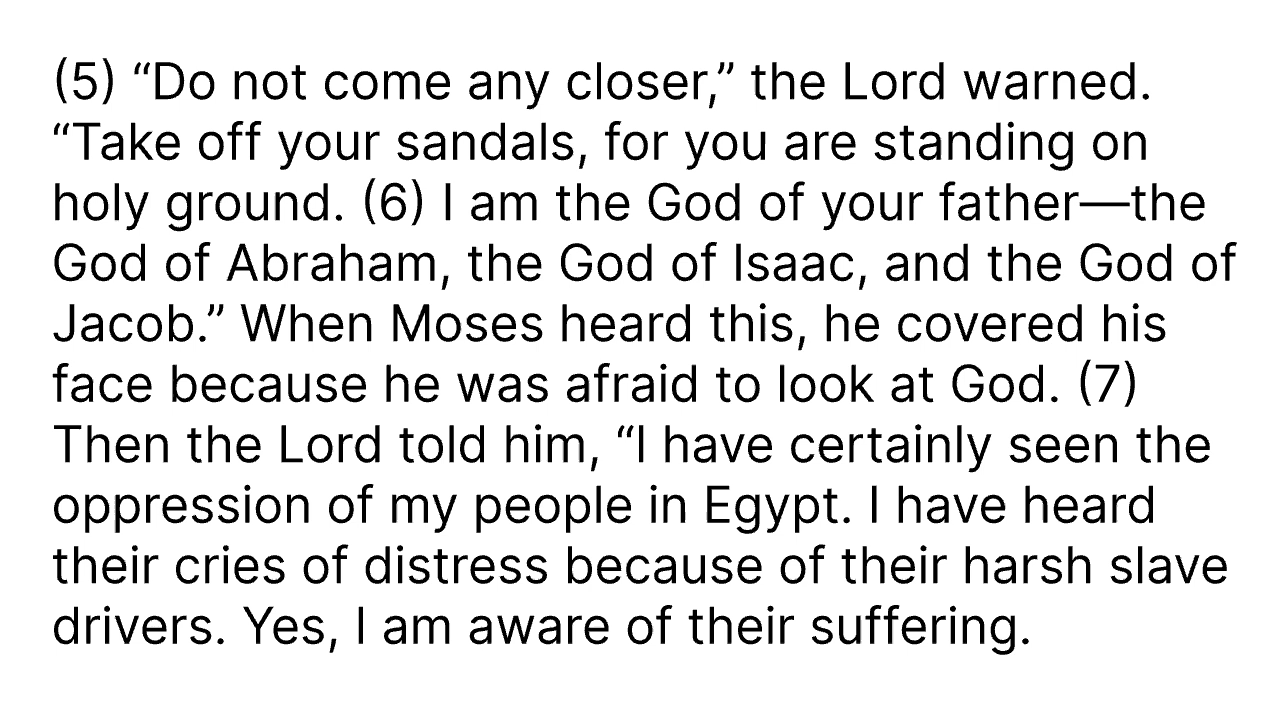 (5) “Do not come any closer,” the Lord warned.
“Take off your sandals, for you are standing on
holy ground. (6) I am the God of your father—the
God of Abraham, the God of Isaac, and the God of
Jacob.” When Moses heard this, he covered his
face because he was afraid to look at God. (7)
Then the Lord told him, “I have certainly seen the
oppression of my people in Egypt. I have heard
their cries of distress because of their harsh slave
drivers. Yes, I am aware of their suffering.